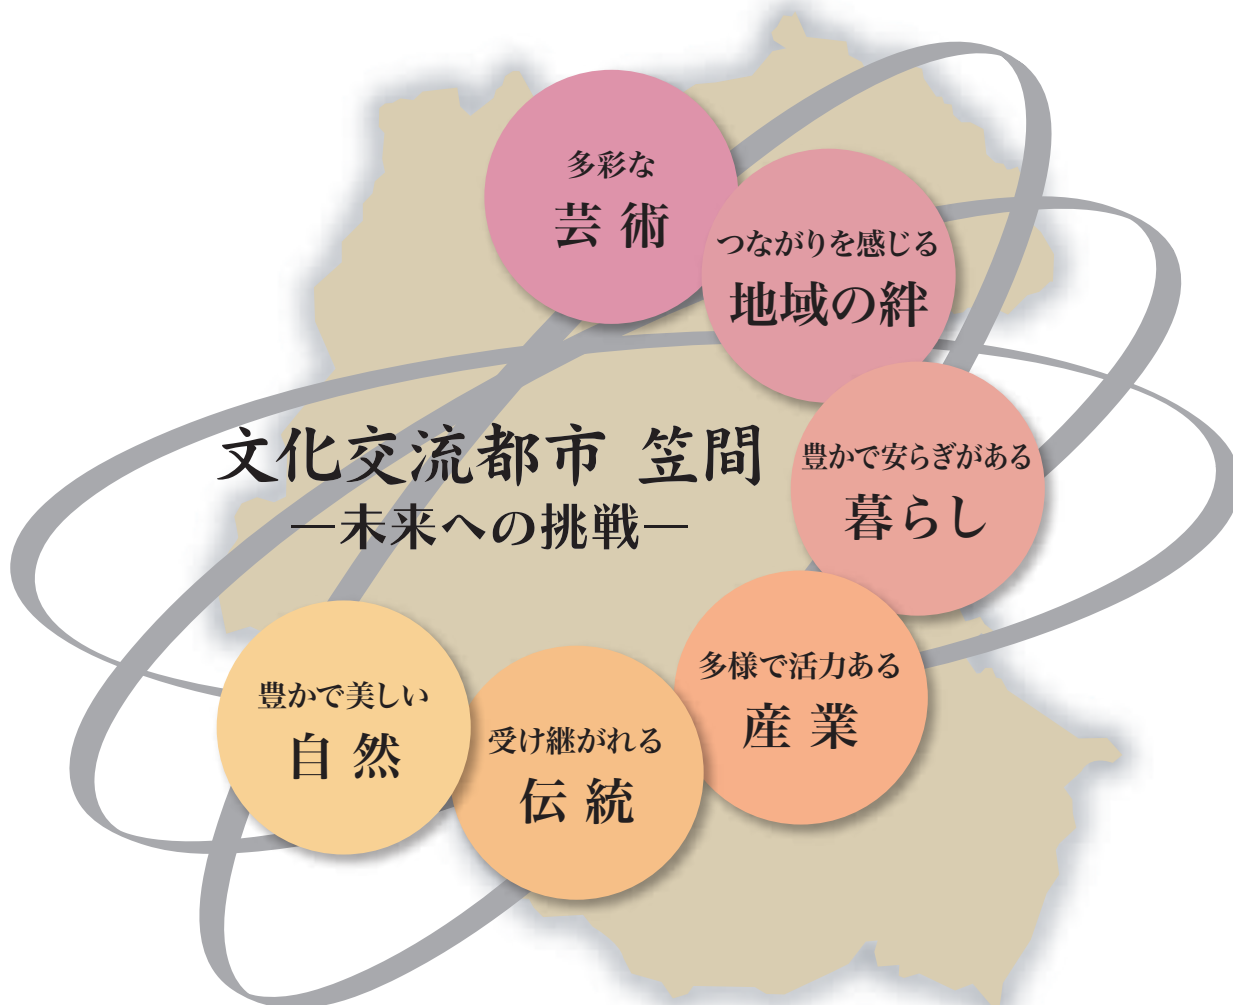 多彩な
芸術
つながりを感じる
地域の絆
豊かで安らぎがある
暮らし
文化交流都市 笠間
―未来への挑戦―
多様で活力ある
産業
受け継がれる
伝統
豊かで美しい
自然